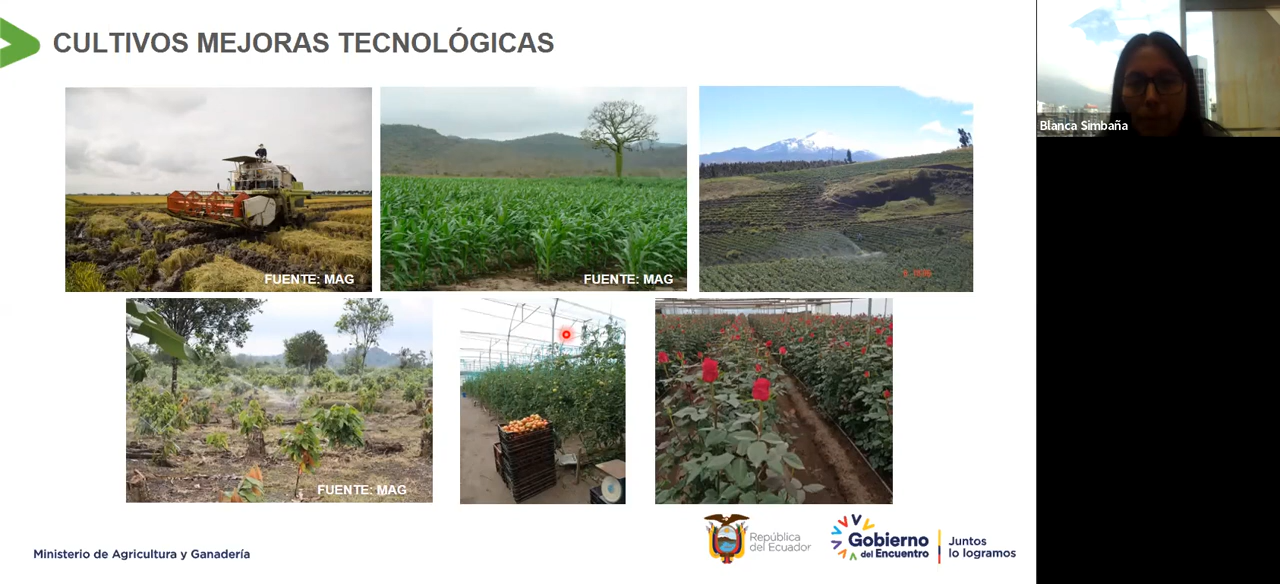 CULTIVOS MEJORAS TECNOLÓGICAS
Blanca Simbaña
FUENTE: MAG
FUENTE: MAG
FUENTE: MAG
República
del Ecuador
Gobierno
del Encuentro
Juntos
lo logramos
Ministerio de Agricultura y Ganadería